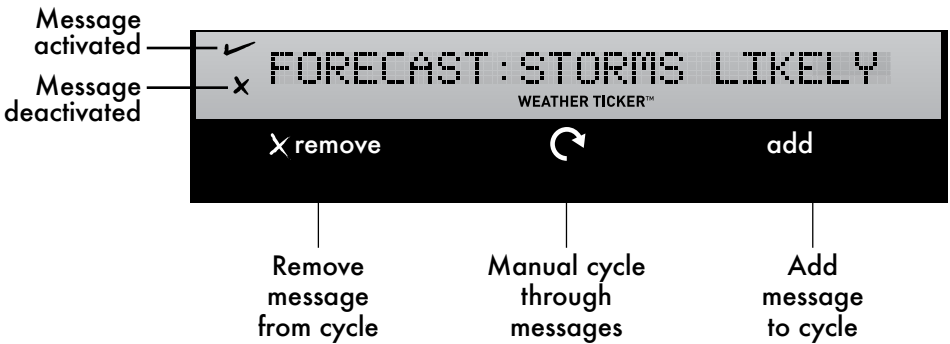 Message
activated
Message
deactivated
✓
FORECAST:STORMS LIKELY
✗
WEATHER TICKER™
✗ remove
add
Remove
message
from cycle
Manual cycle
through
messages
Add
message
to cycle